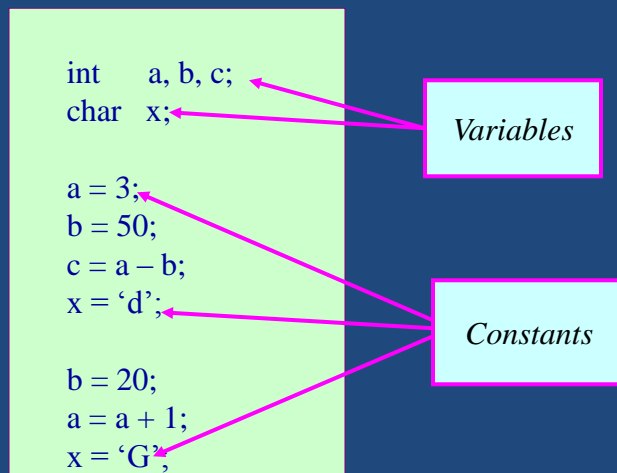 int a, b, c;
char x;
Variables
a = 3;
b = 50;
c = a – b;
x = ‘d’;
Constants
b = 20;
a = a + 1;
x = ‘G’;